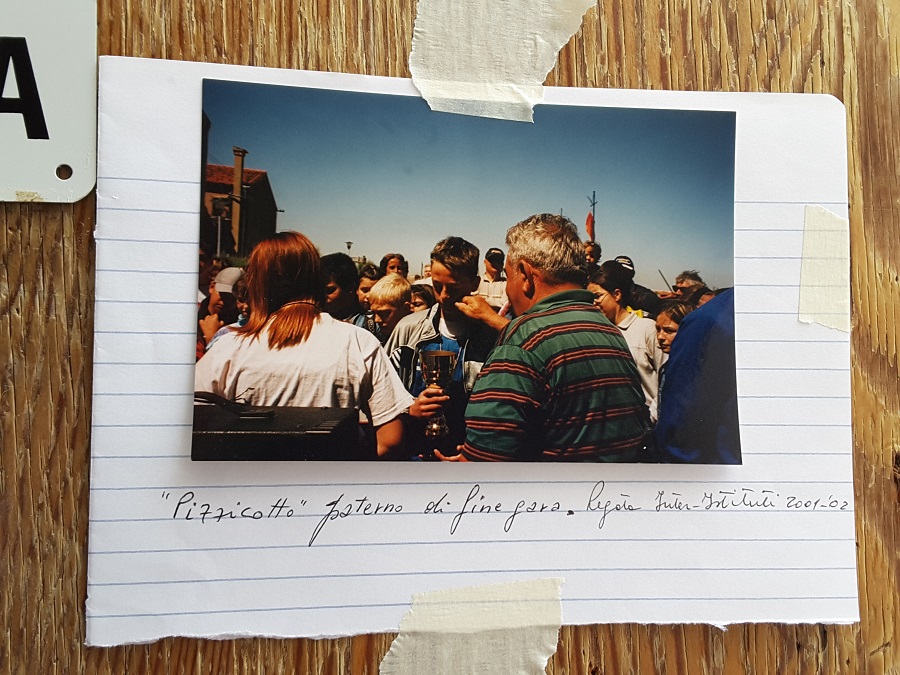 A
"Pizzicotto" paterno di fine gara. Regata Inter-Istituti 2001-'02